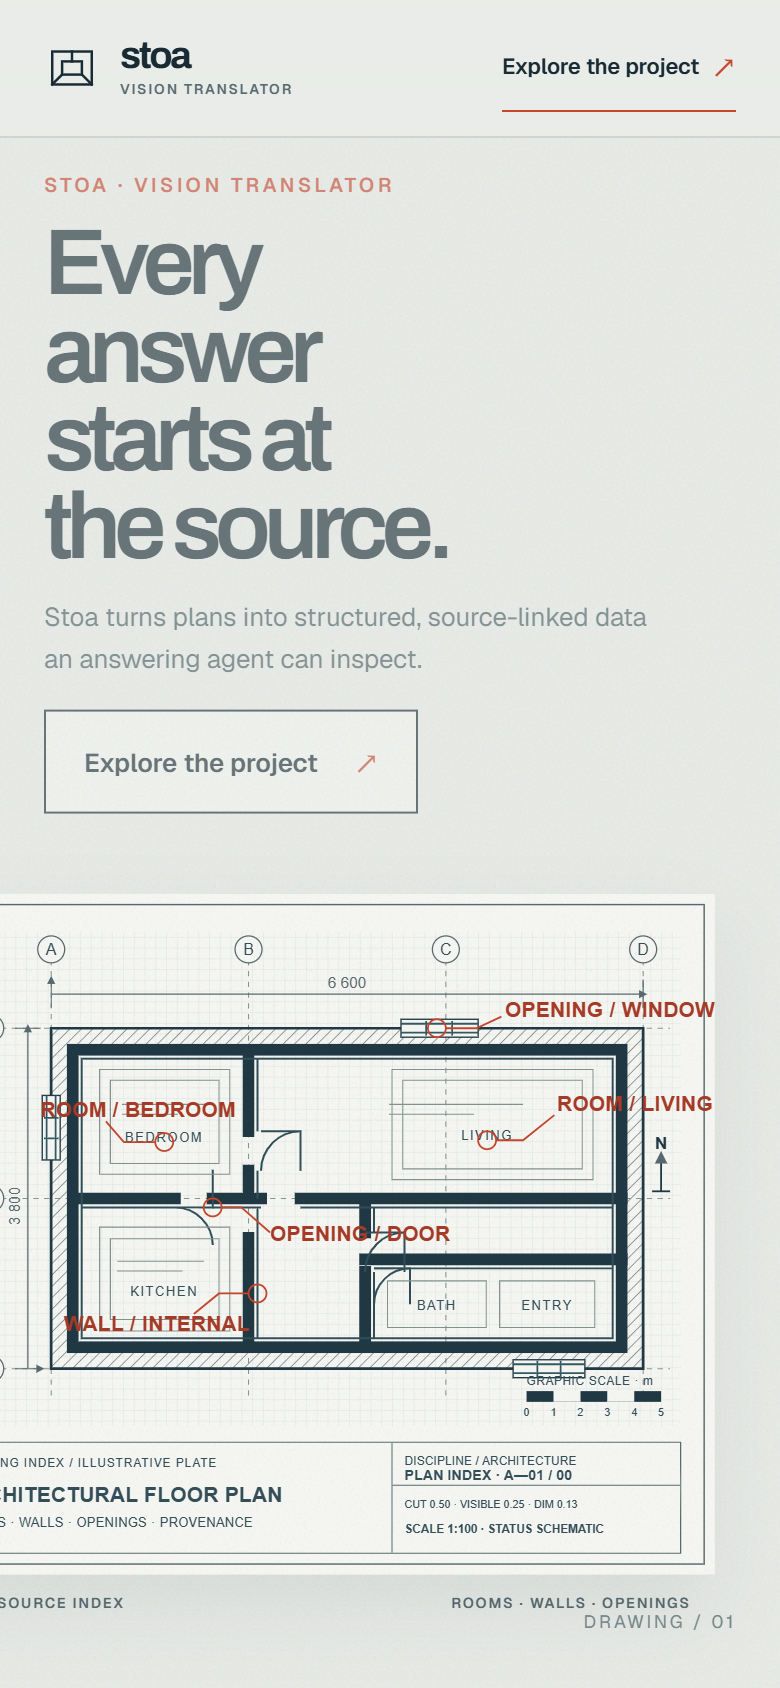 stoa
VISION TRANSLATOR
Explore the project ↗
STOA · VISION TRANSLATOR
Every
answer
starts at
the source.
Stoa turns plans into structured, source-linked data
an answering agent can inspect.
Explore the project ↗
A B C D
6 600
OPENING / WINDOW
ROOM / BEDROOM
ROOM / LIVING
BEDROOM
LIVING
N
3 800
OPENING / DOOR
KITCHEN
BATH
ENTRY
WALL / INTERNAL
GRAPHIC SCALE · m
0 1 2 3 4 5
NG INDEX / ILLUSTRATIVE PLATE
CHITECTURAL FLOOR PLAN
S · WALLS · OPENINGS · PROVENANCE
DISCIPLINE / ARCHITECTURE
PLAN INDEX · A—01 / 00
CUT 0.50 · VISIBLE 0.25 · DIM 0.13
SCALE 1:100 · STATUS SCHEMATIC
SOURCE INDEX
ROOMS · WALLS · OPENINGS
DRAWING / 01